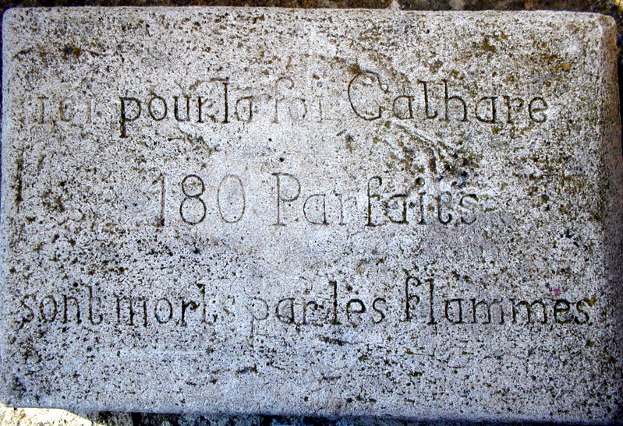 ici pour la foi Cathare
180 Parfaits
sont morts par les flammes